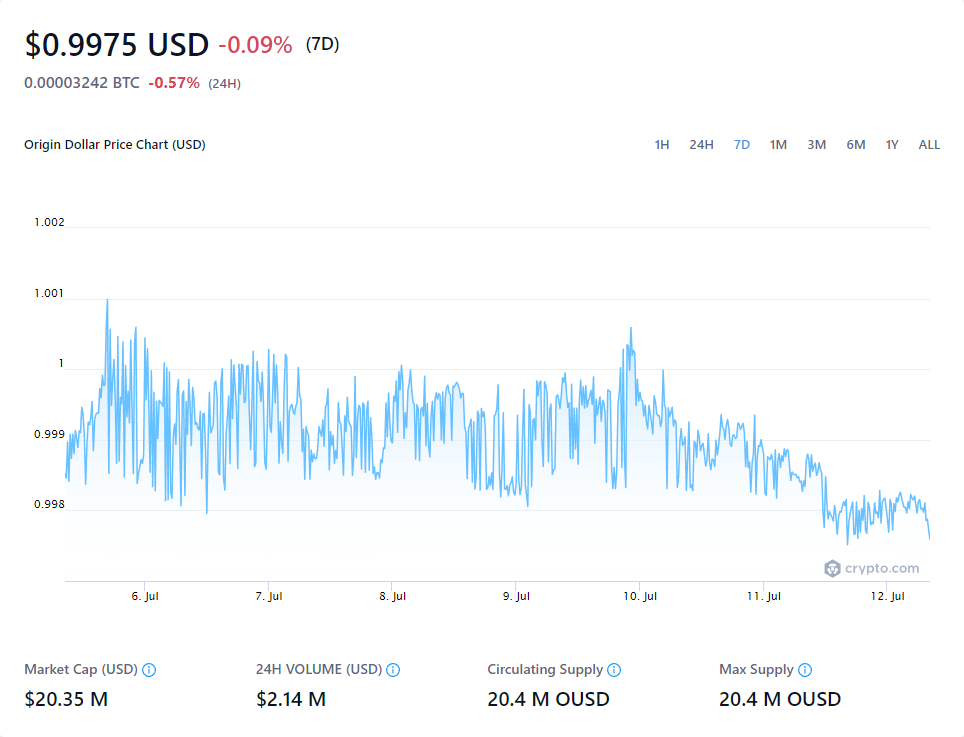 $0.9975 USD -0.09% (7D)
0.00003242 BTC -0.57% (24H)
Origin Dollar Price Chart (USD) 1H 24H 7D 1M 3M 6M 1Y ALL
1.002
1.001
1
0.999
0.998
crypto.com
6. Jul 7. Jul 8. Jul 9. Jul 10. Jul 11. Jul 12. Jul
Market Cap (USD) 24H VOLUME (USD) Circulating Supply Max Supply
$20.35 M $2.14 M 20.4 M OUSD 20.4 M OUSD